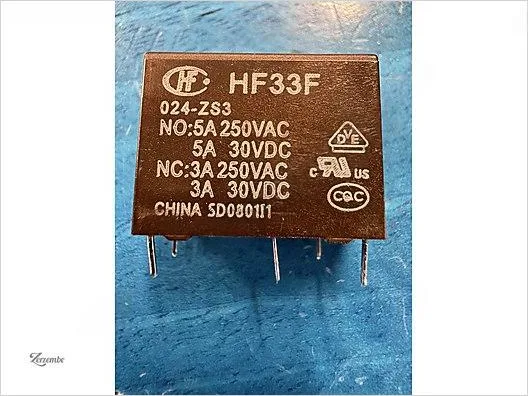 HF HF33F
024-ZS3
NO:5A 250VAC
5A 30VDC
NC:3A 250VAC
3A 30VDC
CHINA
DVE
c RU US
CQC
Zerzembe